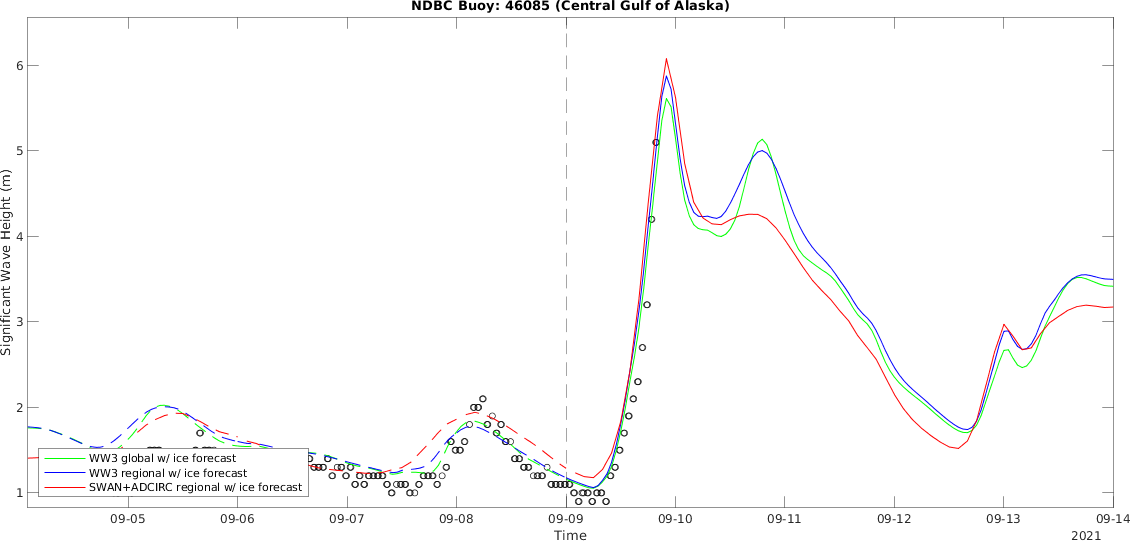 NDBC Buoy: 46085 (Central Gulf of Alaska)
Significant Wave Height (m)
6
5
4
3
2
1
WW3 global w/ ice forecast
WW3 regional w/ ice forecast
SWAN+ADCIRC regional w/ ice forecast
09-05 09-06 09-07 09-08 09-09 09-10 09-11 09-12 09-13 09-14
Time
2021